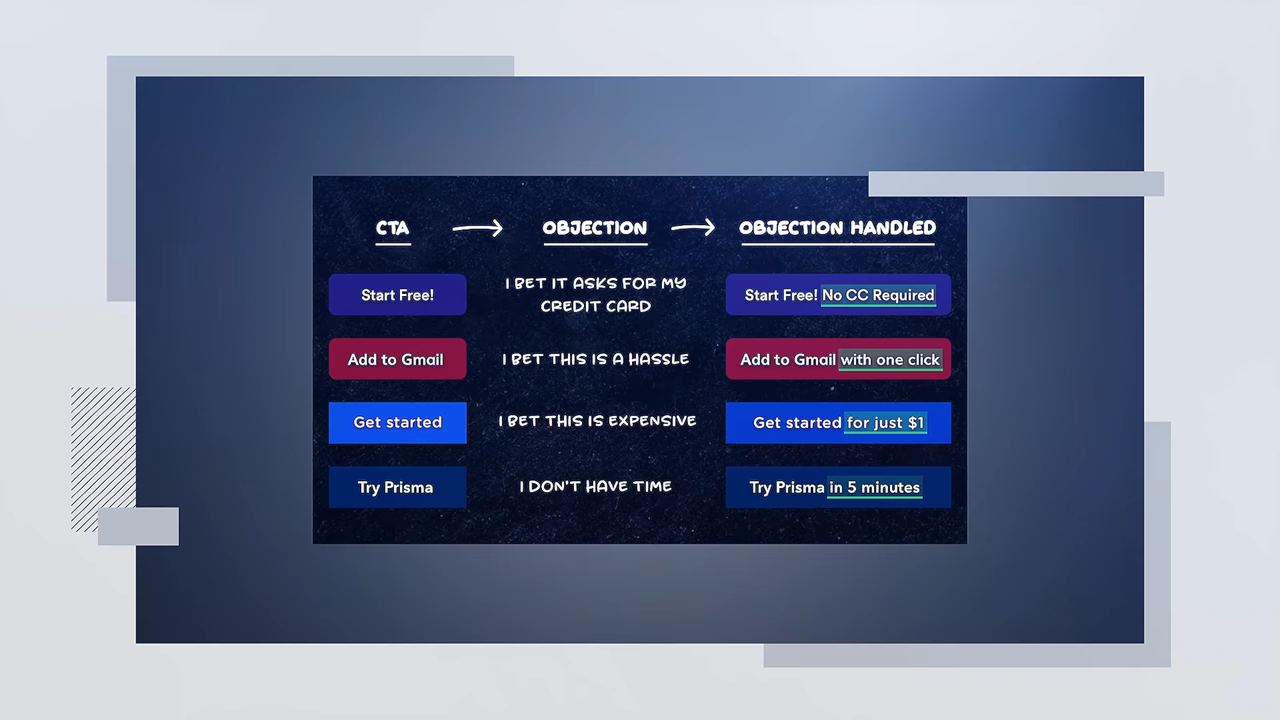 CTA
OBJECTION
OBJECTION HANDLED
Start Free!
I BET IT ASKS FOR MY
CREDIT CARD
Start Free! No CC Required
Add to Gmail
I BET THIS IS A HASSLE
Add to Gmail with one click
Get started
I BET THIS IS EXPENSIVE
Get started for just $1
Try Prisma
I DON'T HAVE TIME
Try Prisma in 5 minutes